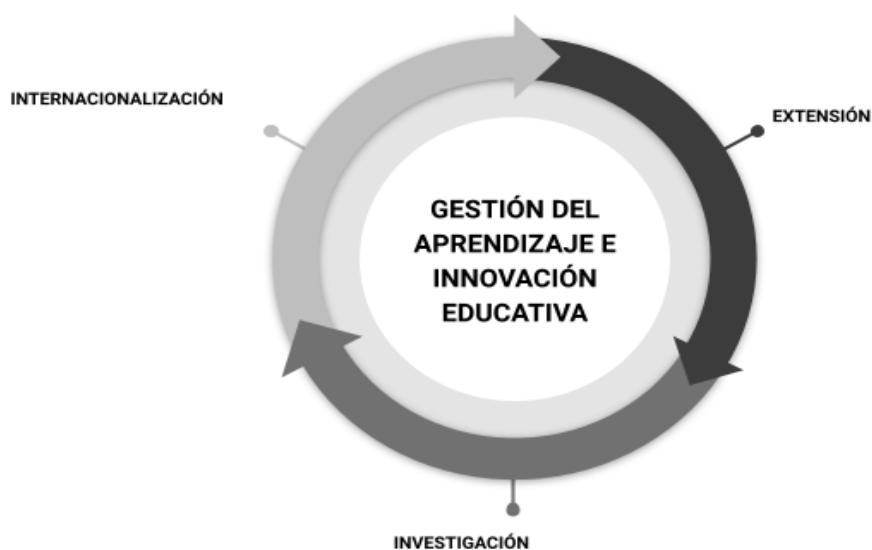 INTERNACIONALIZACIÓN
EXTENSIÓN
GESTIÓN DEL
APRENDIZAJE E
INNOVACIÓN
EDUCATIVA
INVESTIGACIÓN